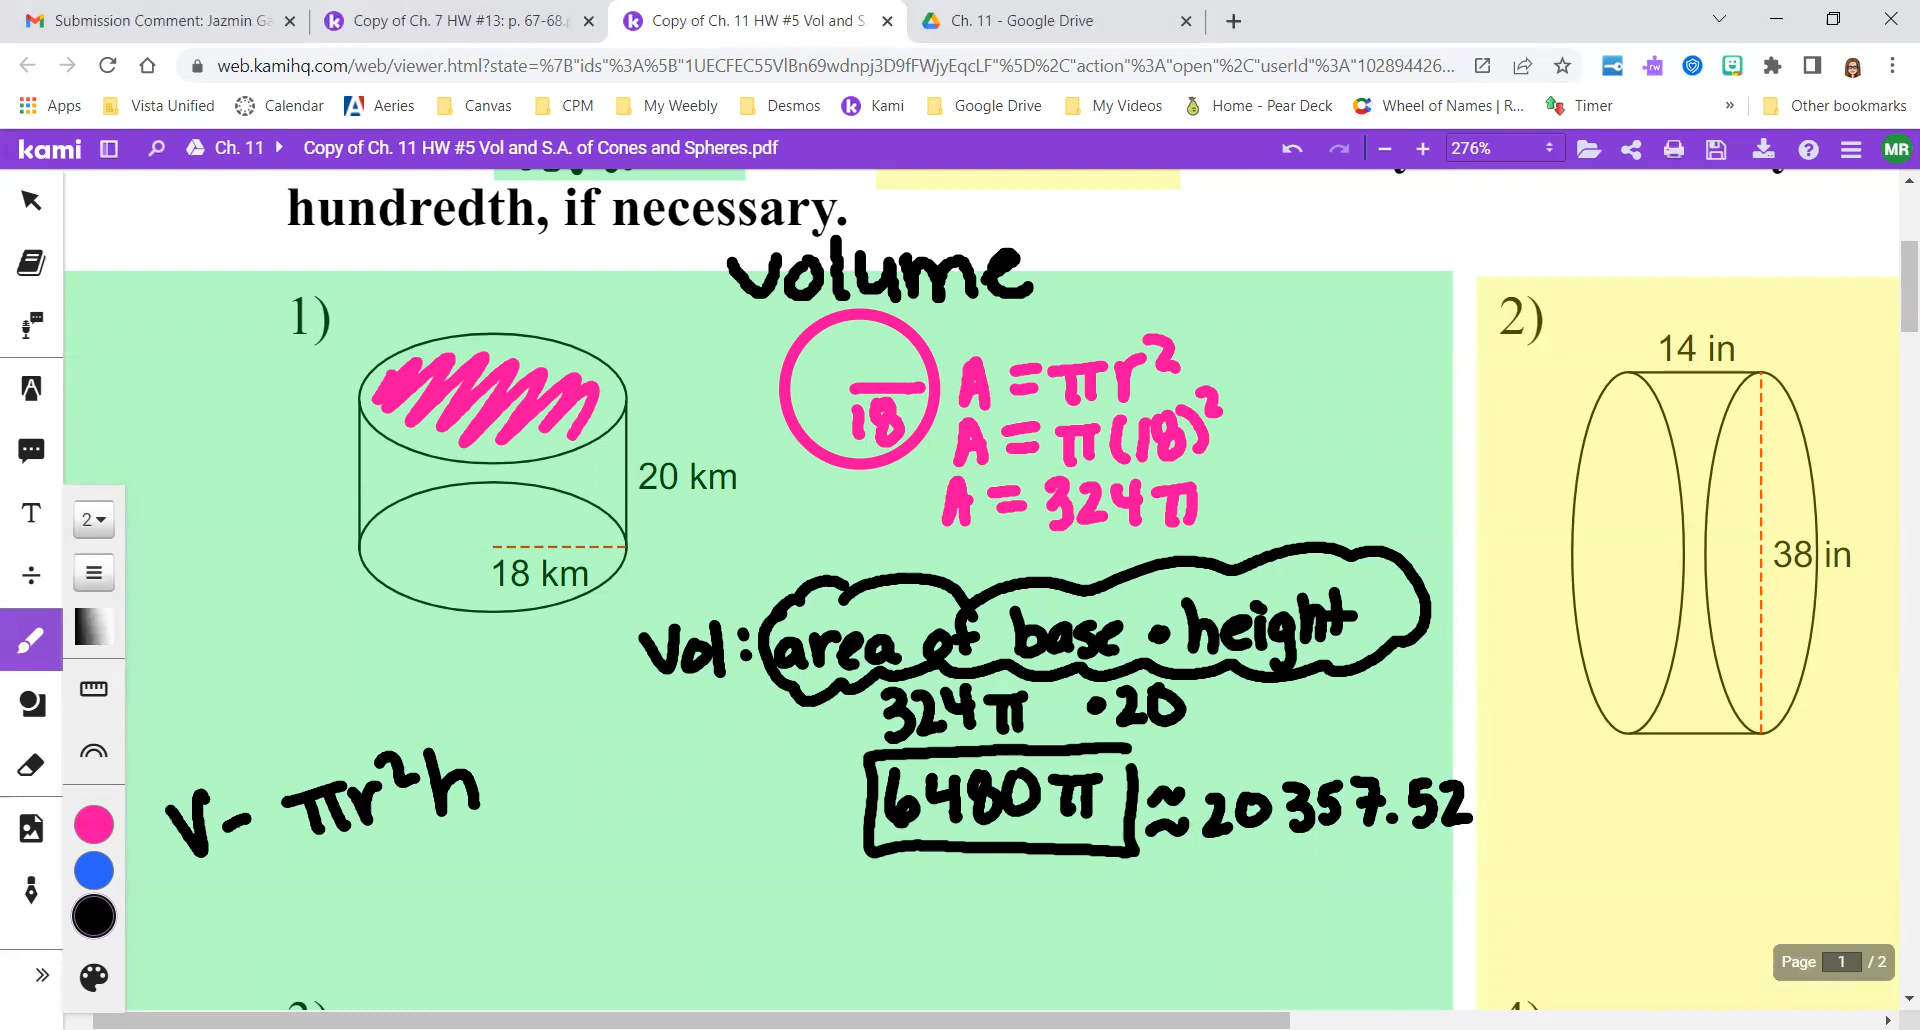 Submission Comment: Jazmin Ga
Copy of Ch. 7 HW #13: p. 67-68.
Copy of Ch. 11 HW #5 Vol and S
Ch. 11 - Google Drive
web.kamihq.com/web/viewer.html?state=%7B"ids"%3A%5B"1UECFEC55VlBn69wdnpj3D9fFWjyEqcLF"%5D%2C"action"%3A"open"%2C"userId"%3A"102894426...
Apps Vista Unified Calendar Aeries Canvas CPM My Weebly Desmos Kami Google Drive My Videos Home - Pear Deck Wheel of Names | R... Timer » Other bookmarks
kami Ch. 11 Copy of Ch. 11 HW #5 Vol and S.A. of Cones and Spheres.pdf 276% MR
hundredth, if necessary.
volume
1)
18
A = πr²
A = π(18)²
A = 324π
20 km
18 km
Vol: area of base • height
324π • 20
6480π ≈ 20357.52
V- πr²h
2)
14 in
38 in
2
Page 1 / 2